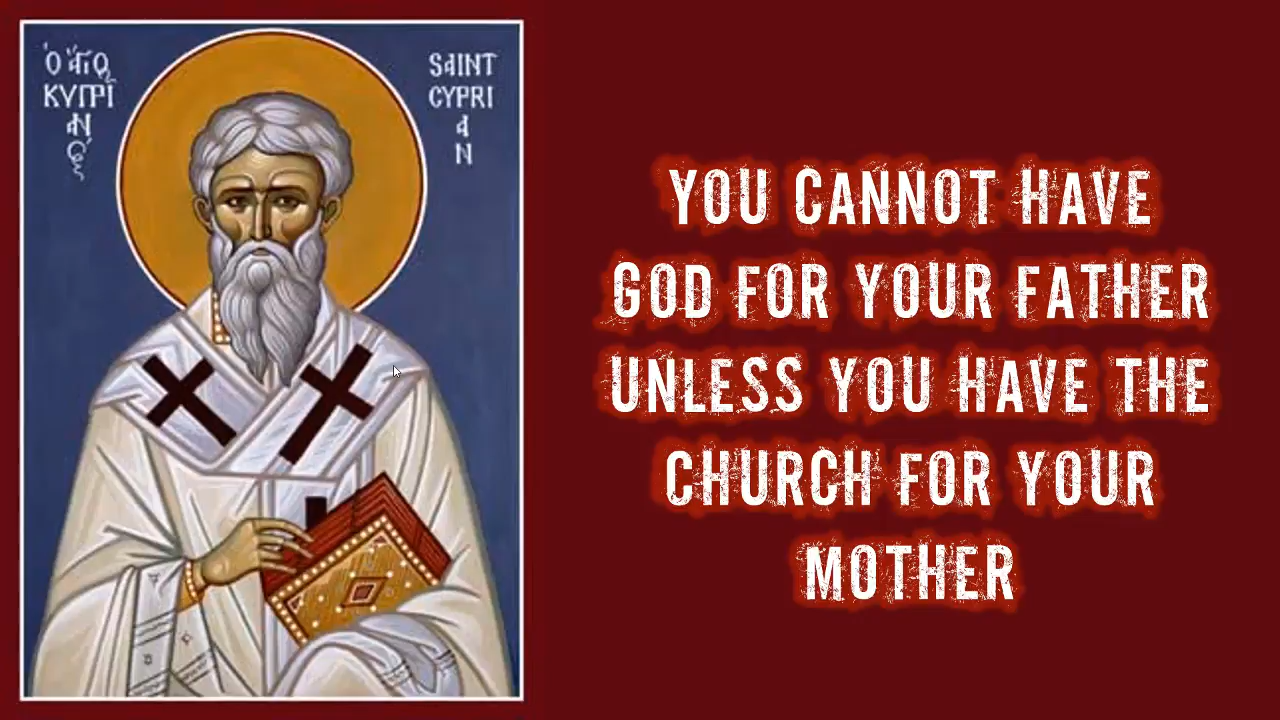 Ὁ ἅγιο
ΚΥΠΡΙ
ΑΝ
ς
SAINT
CYPRI
A
N
YOU CANNOT HAVE
GOD FOR YOUR FATHER
UNLESS YOU HAVE THE
CHURCH FOR YOUR
MOTHER